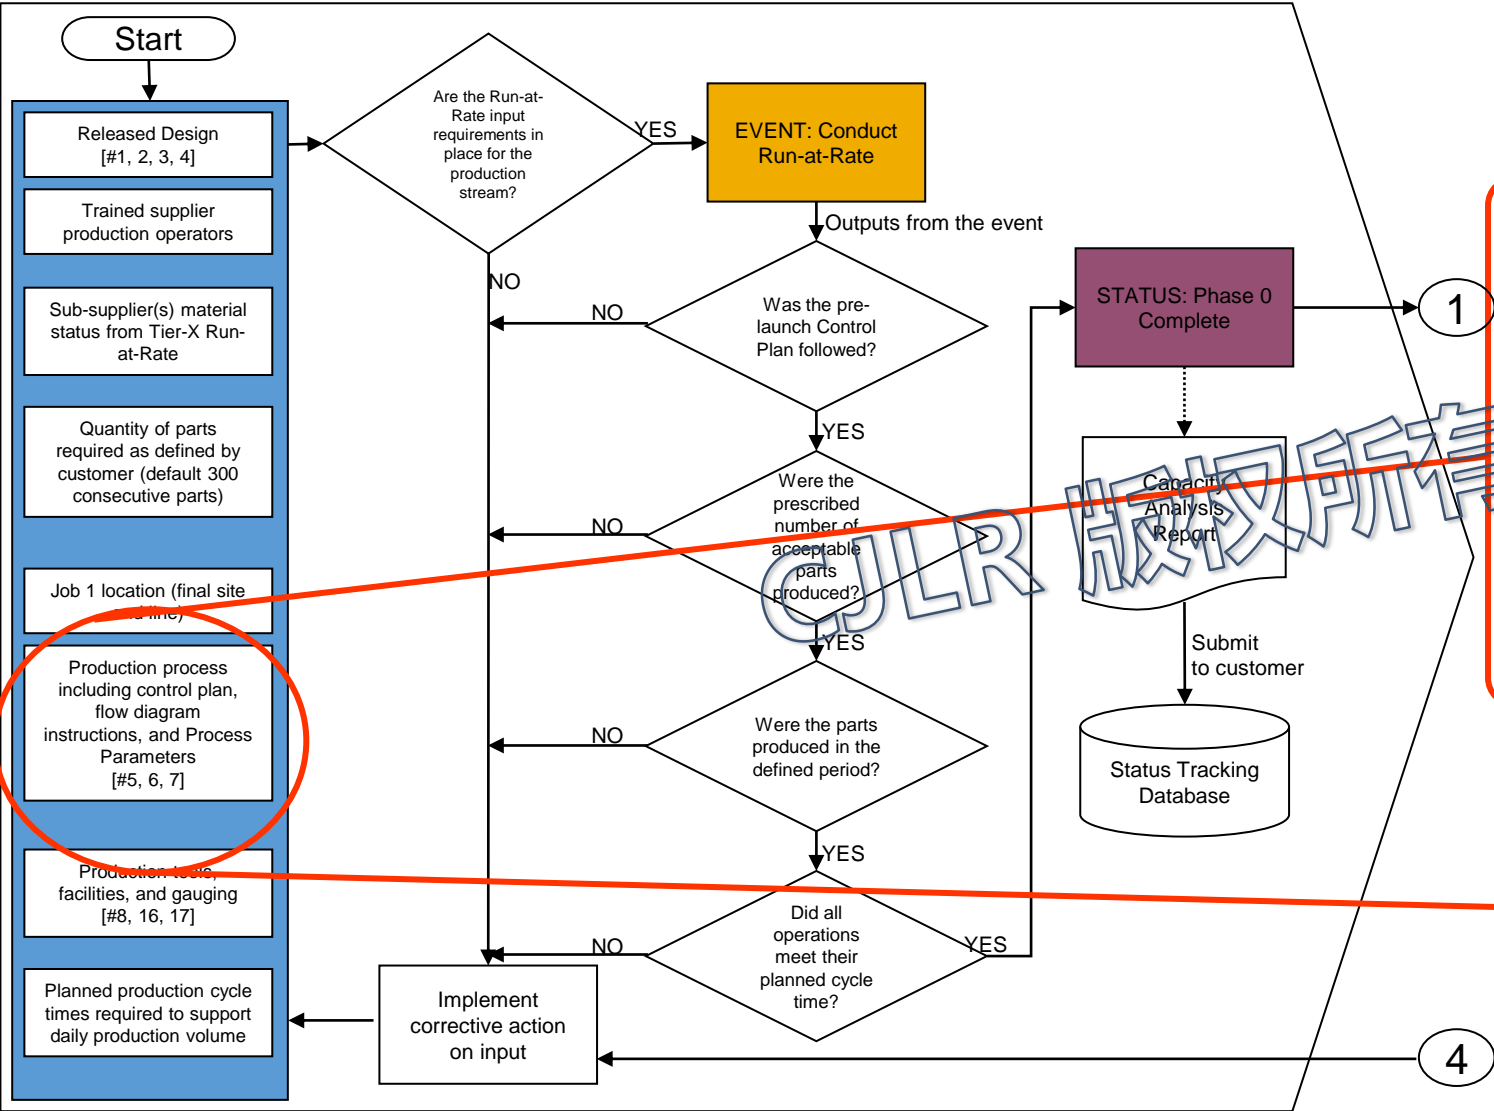 Start
Released Design
[#1, 2, 3, 4]
Trained supplier
production operators
Sub-supplier(s) material
status from Tier-X Run-
at-Rate
Quantity of parts
required as defined by
customer (default 300
consecutive parts)
Job 1 location (final site
and line)
Production process
including control plan,
flow diagram
instructions, and Process
Parameters
[#5, 6, 7]
Production tools,
facilities, and gauging
[#8, 16, 17]
Planned production cycle
times required to support
daily production volume
Are the Run-at-
Rate input
requirements in
place for the
production
stream?
YES
NO
EVENT: Conduct
Run-at-Rate
Outputs from the event
Was the pre-
launch Control
Plan followed?
NO
YES
Were the
prescribed
number of
acceptable
parts
produced?
NO
YES
Were the parts
produced in the
defined period?
NO
YES
Did all
operations
meet their
planned cycle
time?
NO
YES
Implement
corrective action
on input
STATUS: Phase 0
Complete
1
Capacity
Analysis
Report
Submit
to customer
Status Tracking
Database
4
CJLR 版权所有